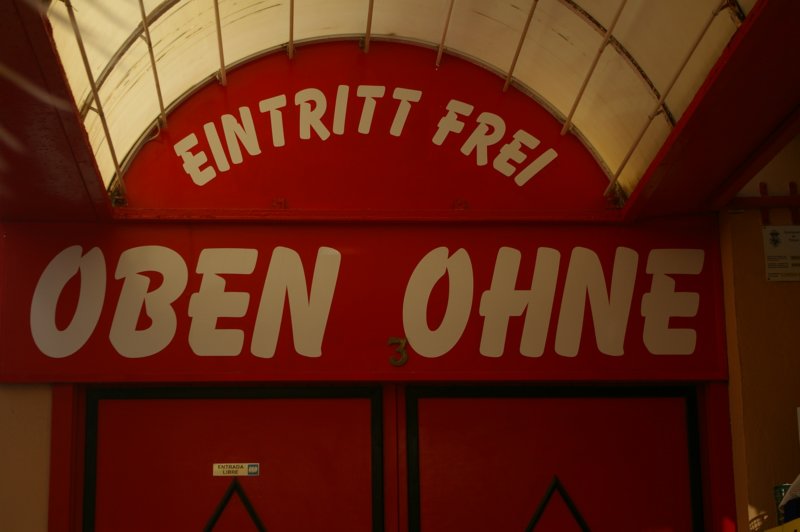 EINTRITT FREI
OBEN OHNE
3
ENTRADA
LIBRE